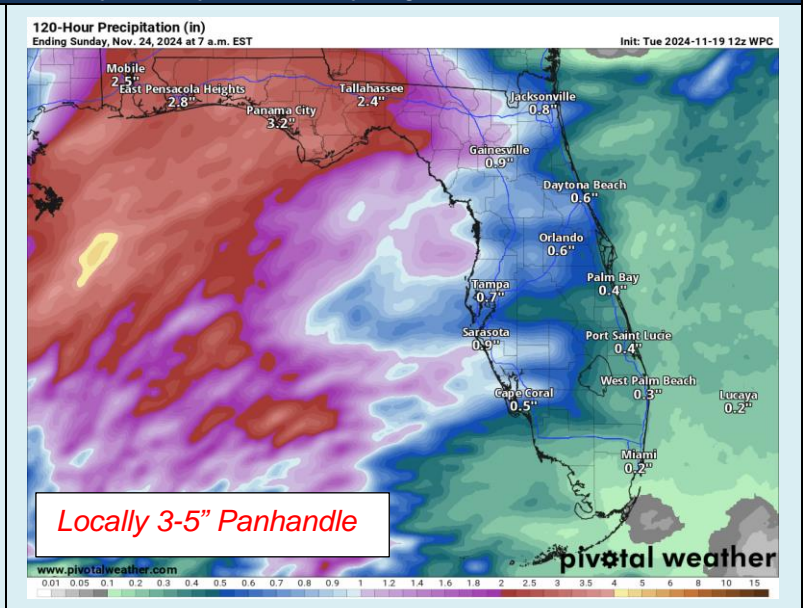 120-Hour Precipitation (in)
Ending Sunday, Nov. 24, 2024 at 7 a.m. EST
Init: Tue 2024-11-19 12z WPC
Mobile
2.5"
East Pensacola Heights
2.8"
Panama City
3.2"
Tallahassee
2.4"
Jacksonville
0.8"
Gainesville
0.9"
Daytona Beach
0.6"
Orlando
0.6"
Palm Bay
0.4"
Tampa
0.7"
Sarasota
0.9"
Port Saint Lucie
0.4"
West Palm Beach
0.3"
Lucaya
0.2"
Cape Coral
0.5"
Miami
0.2"
Locally 3-5" Panhandle
www.pivotalweather.com
pivotal weather
0.01 0.05 0.1 0.2 0.3 0.4 0.5 0.6 0.7 0.8 0.9 1 1.2 1.4 1.6 1.8 2 2.5 3 3.5 4 5 6 8 10 15